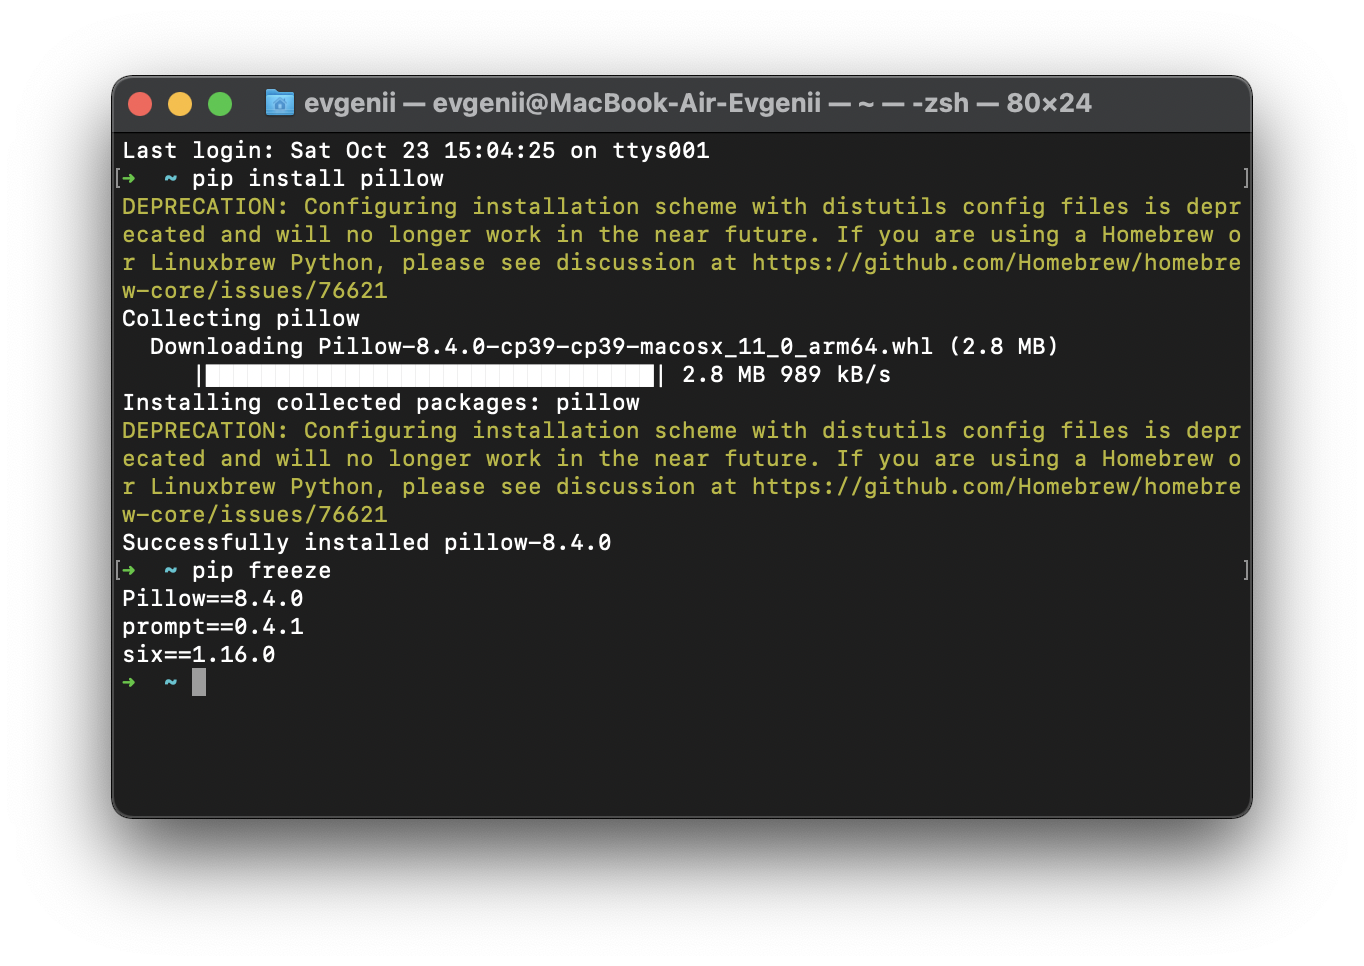 evgenii — evgenii@MacBook-Air-Evgenii — ~ — -zsh — 80×24
Last login: Sat Oct 23 15:04:25 on ttys001
[➜  ~ pip install pillow ]
DEPRECATION: Configuring installation scheme with distutils config files is depr
ecated and will no longer work in the near future. If you are using a Homebrew o
r Linuxbrew Python, please see discussion at https://github.com/Homebrew/homebre
w-core/issues/76621
Collecting pillow
  Downloading Pillow-8.4.0-cp39-cp39-macosx_11_0_arm64.whl (2.8 MB)
     |████████████████████████████████| 2.8 MB 989 kB/s
Installing collected packages: pillow
DEPRECATION: Configuring installation scheme with distutils config files is depr
ecated and will no longer work in the near future. If you are using a Homebrew o
r Linuxbrew Python, please see discussion at https://github.com/Homebrew/homebre
w-core/issues/76621
Successfully installed pillow-8.4.0
[➜  ~ pip freeze ]
Pillow==8.4.0
prompt==0.4.1
six==1.16.0
➜  ~